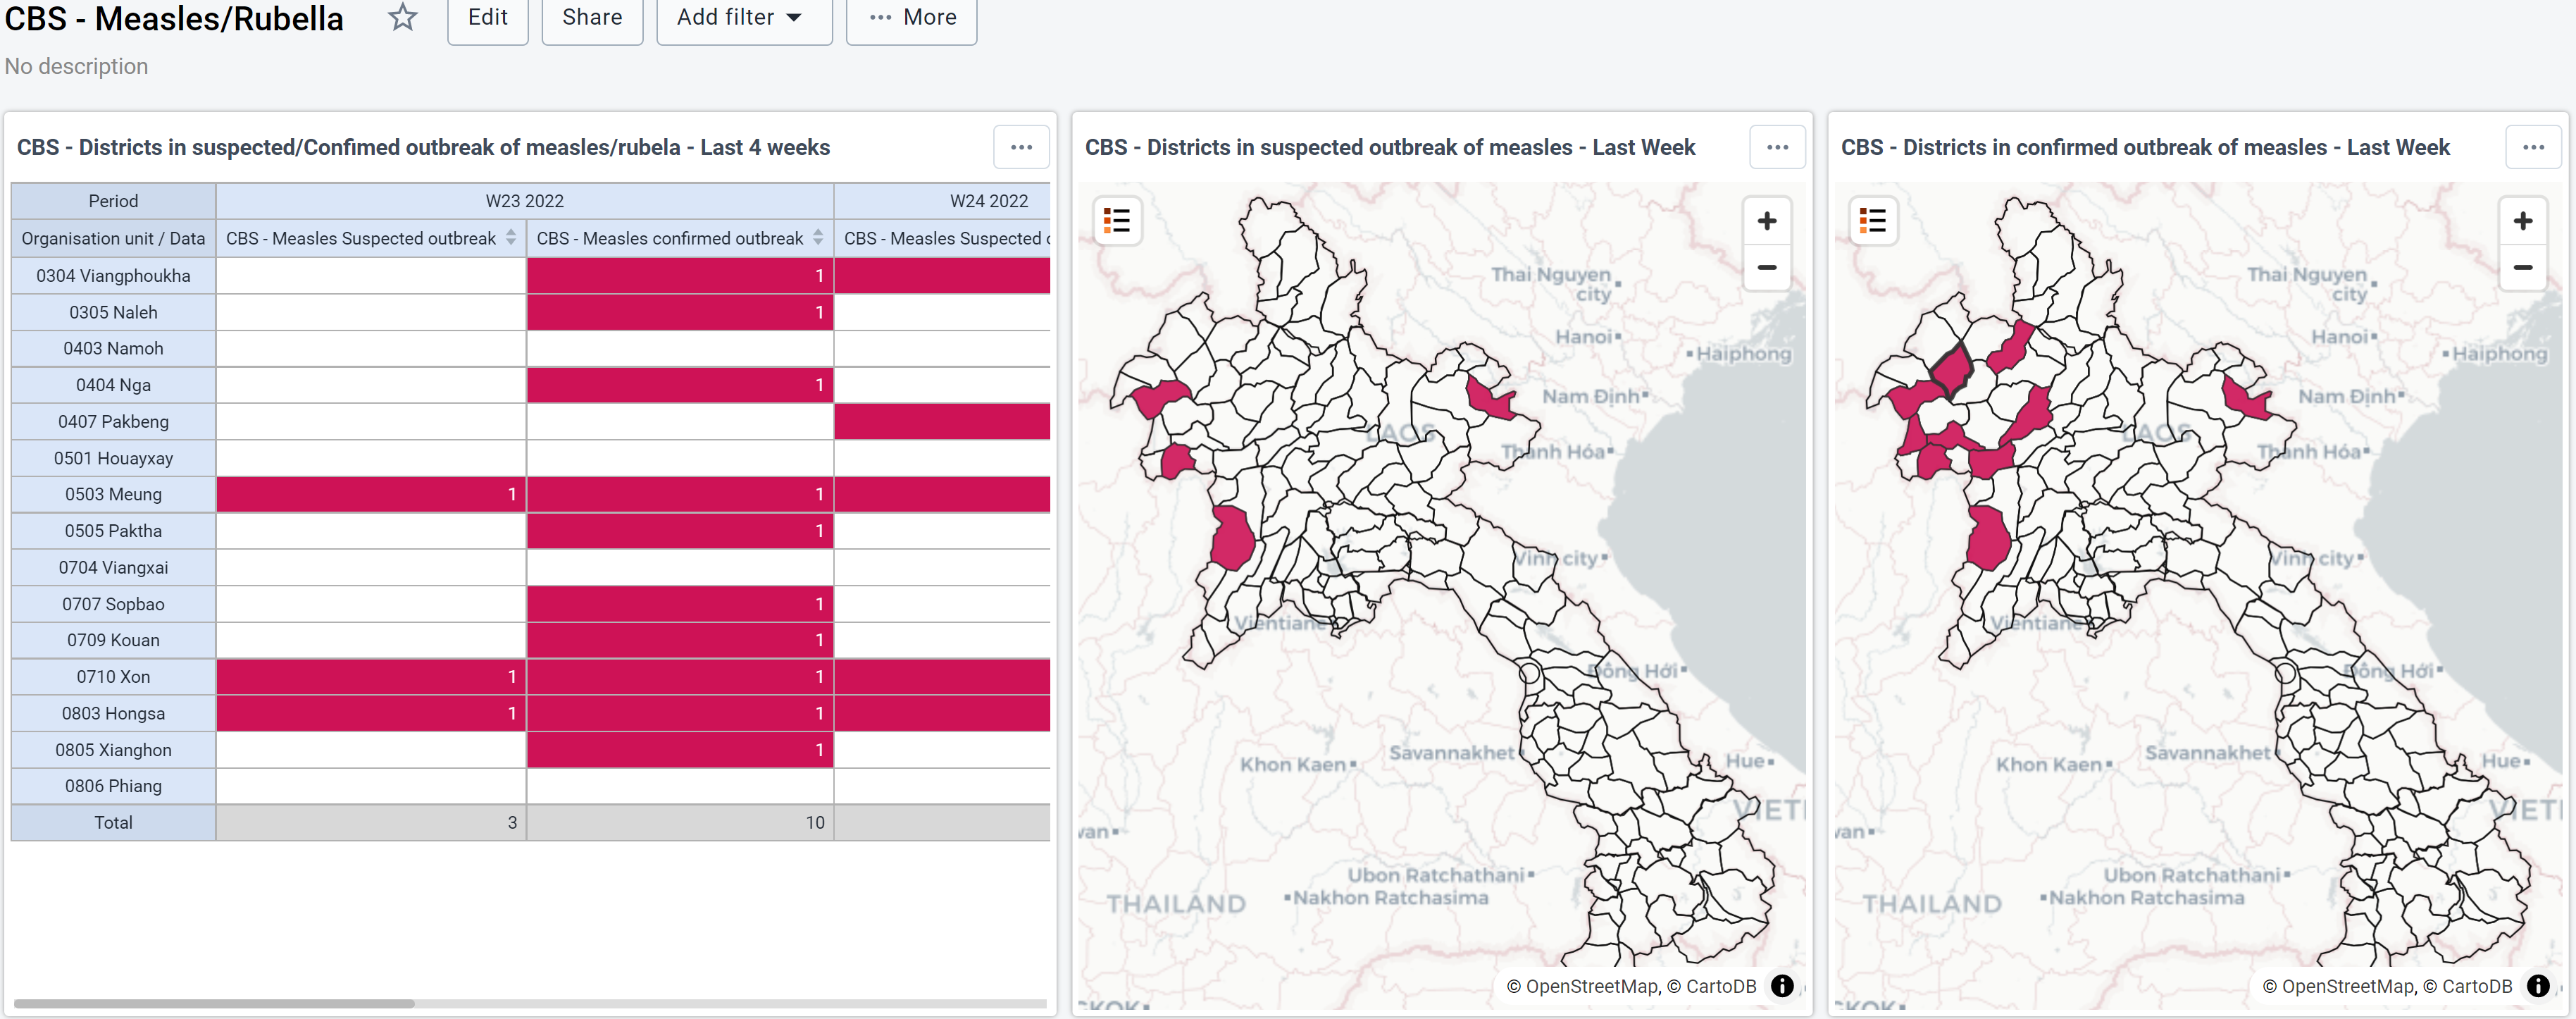 CBS - Measles/Rubella
Edit
Share
Add filter
More
No description
CBS - Districts in suspected/Confimed outbreak of measles/rubela - Last 4 weeks
Period W23 2022 W24 2022
Organisation unit / Data CBS - Measles Suspected outbreak CBS - Measles confirmed outbreak CBS - Measles Suspected
0304 Viangphoukha 1
0305 Naleh 1
0403 Namoh
0404 Nga 1
0407 Pakbeng
0501 Houayxay
0503 Meung 1 1
0505 Paktha 1
0704 Viangxai
0707 Sopbao 1
0709 Kouan 1
0710 Xon 1 1
0803 Hongsa 1 1
0805 Xianghon 1
0806 Phiang
Total 3 10
CBS - Districts in suspected outbreak of measles - Last Week
+
−
Thai Nguyen
city
Hanoi
Haiphong
Nam Định
LAOS
Thanh Hóa
Vinh city
Vientiane
Đồng Hới
Savannakhet
Khon Kaen
Hue
VIET
van
Ubon Ratchathani
THAILAND
Nakhon Ratchasima
© OpenStreetMap, © CartoDB
GKOK
CBS - Districts in confirmed outbreak of measles - Last Week
+
−
Thai Nguyen
city
Hanoi
Haiphong
Nam Định
LAOS
Thanh Hóa
Vinh city
Vientiane
Đồng Hới
Savannakhet
Khon Kaen
Hue
VIET
van
Ubon Ratchathani
THAILAND
Nakhon Ratchasima
© OpenStreetMap, © CartoDB
GKOK